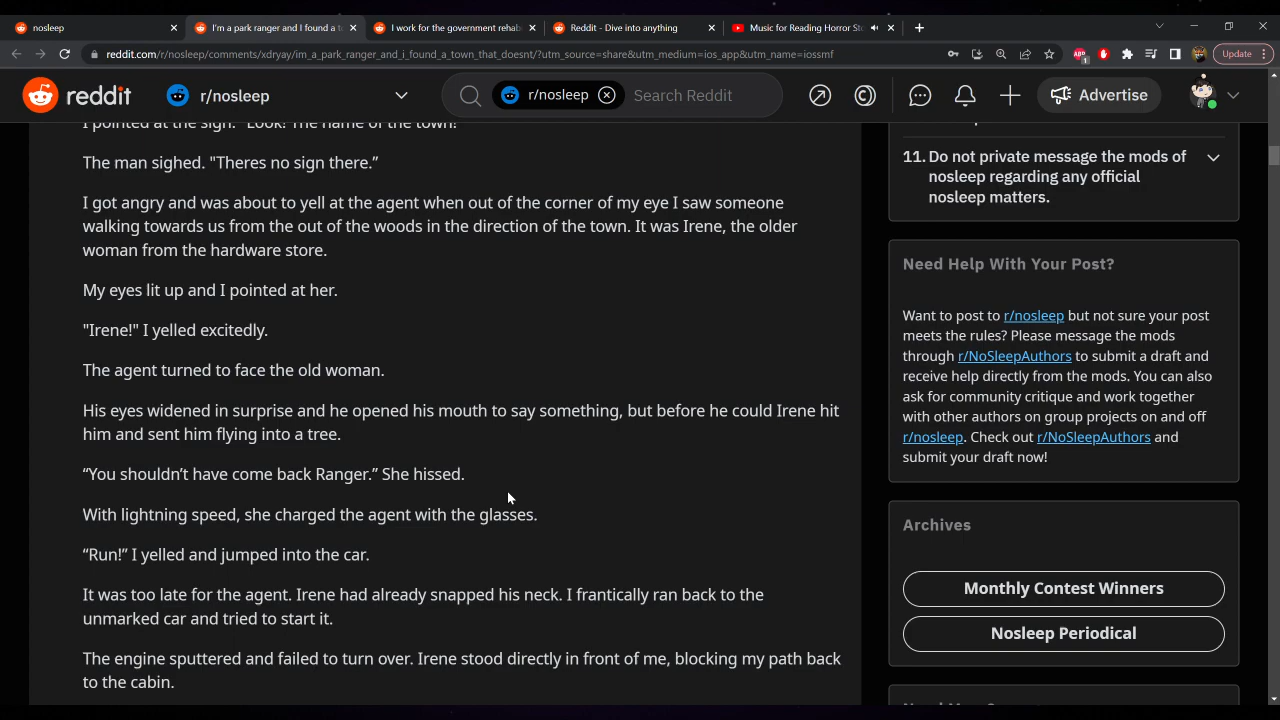 nosleep
I'm a park ranger and I found a to
I work for the government rehab
Reddit - Dive into anything
Music for Reading Horror Sto
reddit.com/r/nosleep/comments/xdryay/im_a_park_ranger_and_i_found_a_town_that_doesnt/?utm_source=share&utm_medium=ios_app&utm_name=iossmf
Update
reddit
r/nosleep
r/nosleep
Search Reddit
Advertise
I pointed at the sign. "Look! The name of the town!"
The man sighed. "Theres no sign there.”
I got angry and was about to yell at the agent when out of the corner of my eye I saw someone
walking towards us from the out of the woods in the direction of the town. It was Irene, the older
woman from the hardware store.
My eyes lit up and I pointed at her.
"Irene!" I yelled excitedly.
The agent turned to face the old woman.
His eyes widened in surprise and he opened his mouth to say something, but before he could Irene hit
him and sent him flying into a tree.
“You shouldn’t have come back Ranger.” She hissed.
With lightning speed, she charged the agent with the glasses.
“Run!” I yelled and jumped into the car.
It was too late for the agent. Irene had already snapped his neck. I frantically ran back to the
unmarked car and tried to start it.
The engine sputtered and failed to turn over. Irene stood directly in front of me, blocking my path back
to the cabin.
11. Do not private message the mods of
nosleep regarding any official
nosleep matters.
Need Help With Your Post?
Want to post to r/nosleep but not sure your post
meets the rules? Please message the mods
through r/NoSleepAuthors to submit a draft and
receive help directly from the mods. You can also
ask for community critique and work together
with other authors on group projects on and off
r/nosleep. Check out r/NoSleepAuthors and
submit your draft now!
Archives
Monthly Contest Winners
Nosleep Periodical